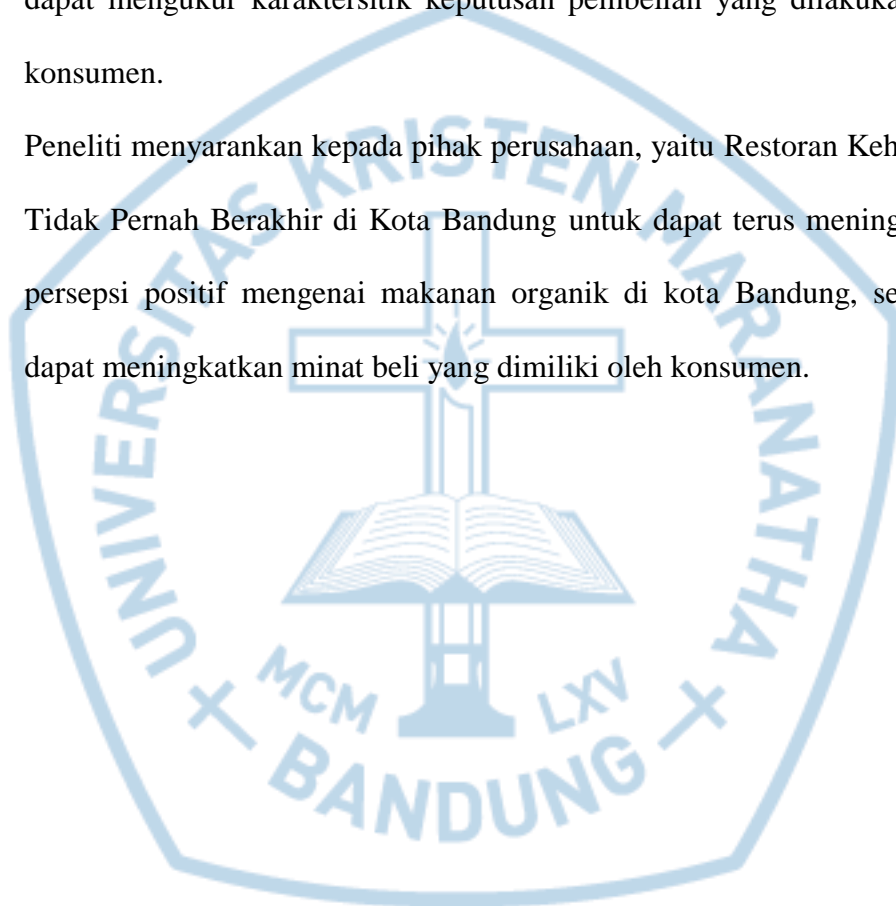 dapat mengukur karaktersitik keputusan pembelian yang dilakuka
konsumen.
Peneliti menyarankan kepada pihak perusahaan, yaitu Restoran Keh
Tidak Pernah Berakhir di Kota Bandung untuk dapat terus mening
persepsi positif mengenai makanan organik di kota Bandung, se
dapat meningkatkan minat beli yang dimiliki oleh konsumen.
UNIVERSITAS KRISTEN MARANATHA
MCM LXV
BANDUNG